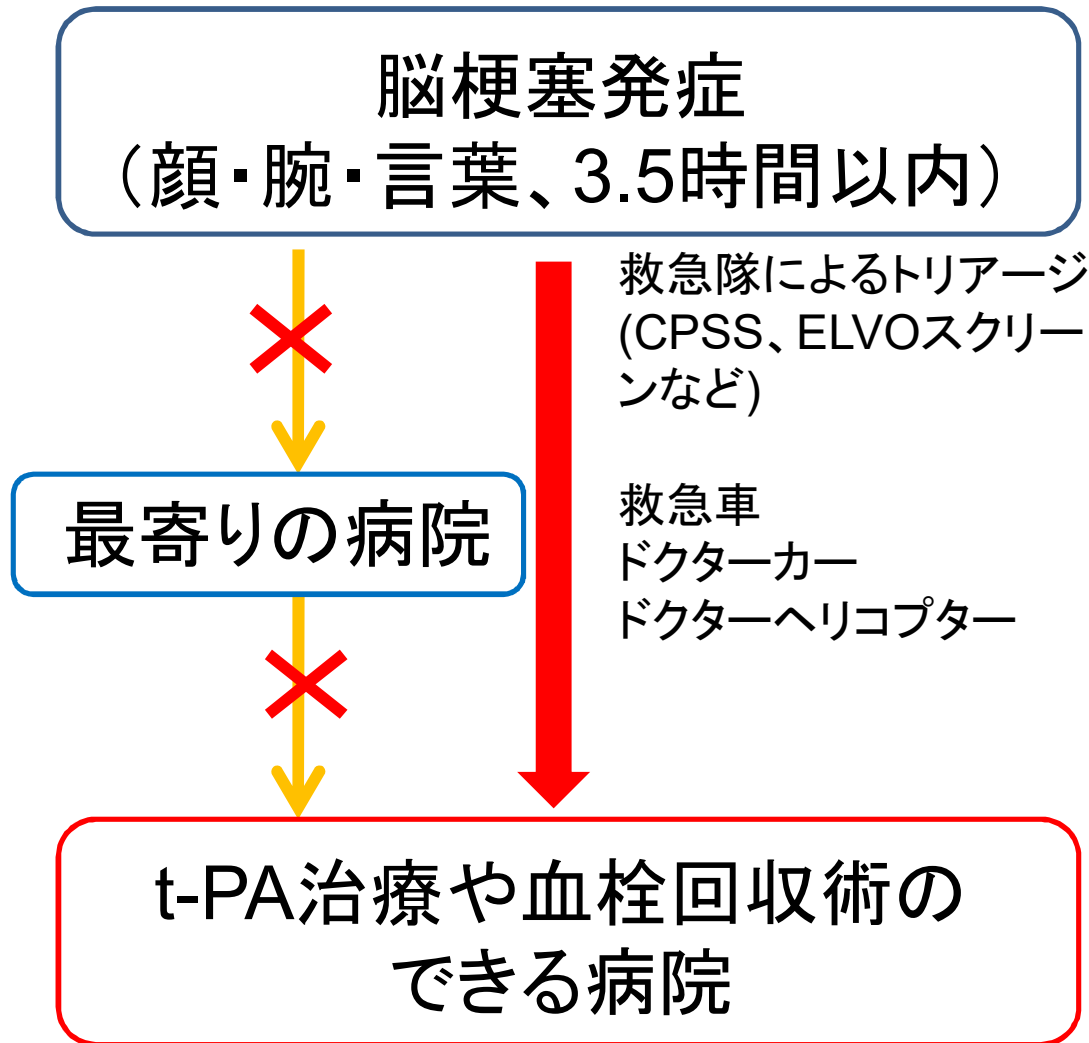 脳梗塞発症
（顔・腕・言葉、3.5時間以内）
救急隊によるトリアージ
(CPSS、ELVOスクリー
ンなど)
最寄りの病院
救急車
ドクターカー
ドクターヘリコプター
t-PA治療や血栓回収術の
できる病院